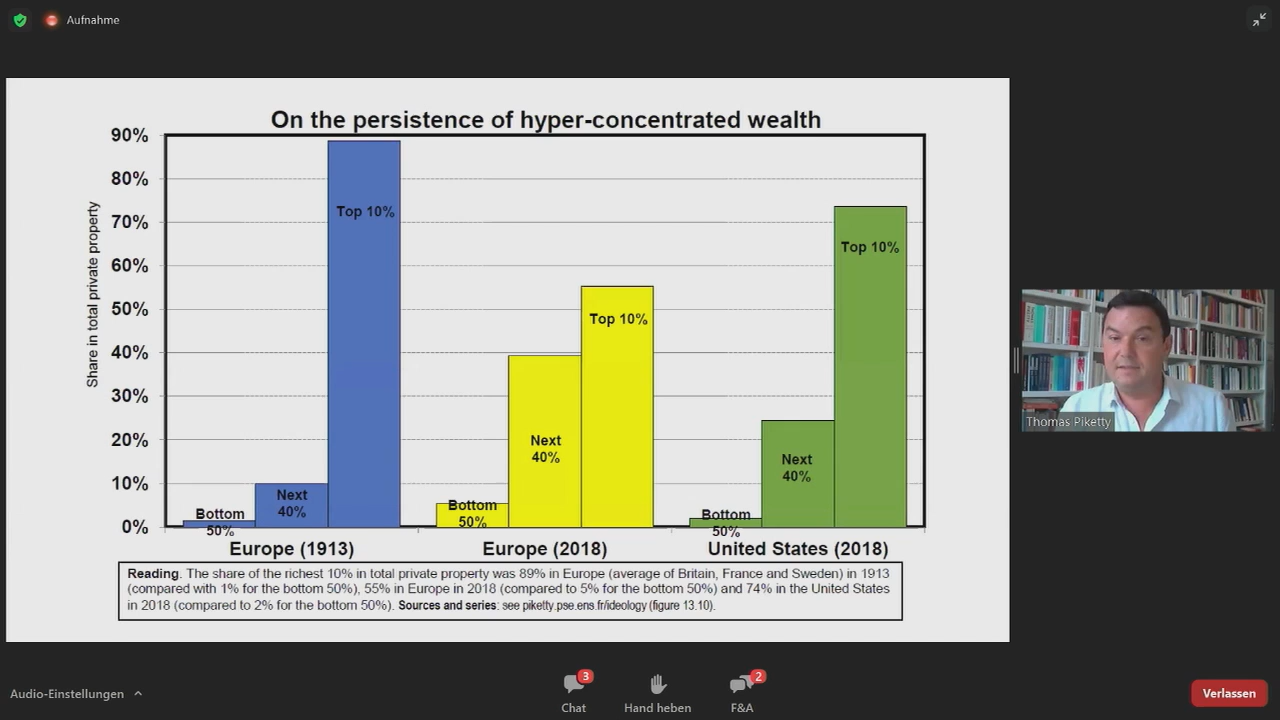 Aufnahme
On the persistence of hyper-concentrated wealth
90%
80%
70%
60%
50%
40%
30%
20%
10%
0%
Share in total private property
Bottom
50%
Next
40%
Top 10%
Bottom
50%
Next
40%
Top 10%
Bottom
50%
Next
40%
Top 10%
Europe (1913)
Europe (2018)
United States (2018)
Reading. The share of the richest 10% in total private property was 89% in Europe (average of Britain, France and Sweden) in 1913
(compared with 1% for the bottom 50%), 55% in Europe in 2018 (compared to 5% for the bottom 50%) and 74% in the United States
in 2018 (compared to 2% for the bottom 50%). Sources and series: see piketty.pse.ens.fr/ideology (figure 13.10).
Thomas Piketty
Audio-Einstellungen
3
Chat
Hand heben
2
F&A
Verlassen